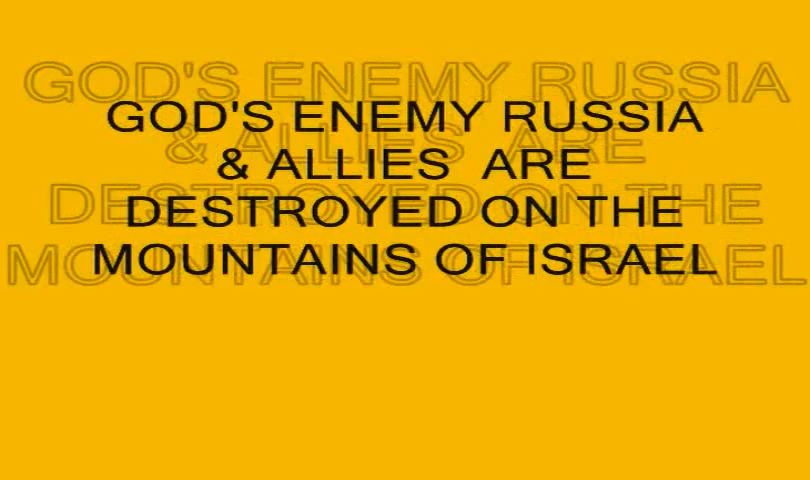 GOD'S ENEMY RUSSIA
& ALLIES ARE
DESTROYED ON THE
MOUNTAINS OF ISRAEL